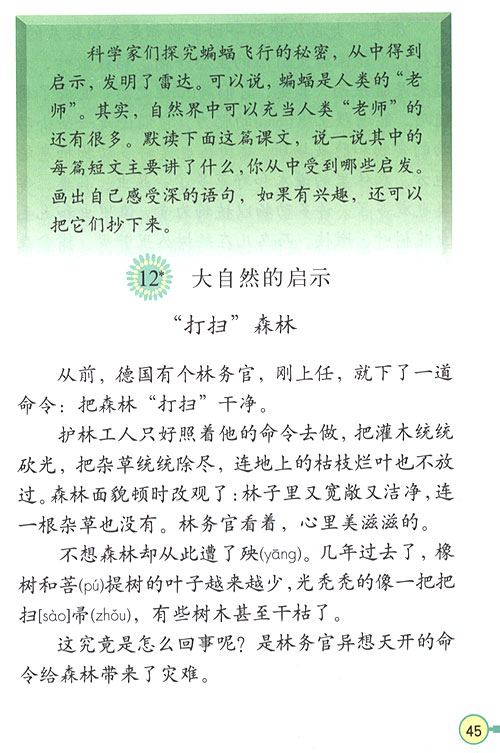 科学家们探究蝙蝠飞行的秘密，从中得到
启示，发明了雷达。可以说，蝙蝠是人类的“老
师”。其实，自然界中可以充当人类“老师”的
还有很多。默读下面这篇课文，说一说其中的
每篇短文主要讲了什么，你从中受到哪些启发。
画出自己感受深的语句，如果有兴趣，还可以
把它们抄下来。
12* 大自然的启示
“打扫”森林
从前，德国有个林务官，刚上任，就下了一道
命令：把森林“打扫”干净。
护林工人只好照着他的命令去做，把灌木统统
砍光，把杂草统统除尽，连地上的枯枝烂叶也不放
过。森林面貌顿时改观了：林子里又宽敞又洁净，连
一根杂草也没有。林务官看着，心里美滋滋的。
不想森林却从此遭了殃(yāng)。几年过去了，橡
树和菩(pú)提树的叶子越来越少，光秃秃的像一把把
扫[sào]帚(zhǒu)，有些树木甚至干枯了。
这究竟是怎么回事呢？是林务官异想天开的命
令给森林带来了灾难。
45